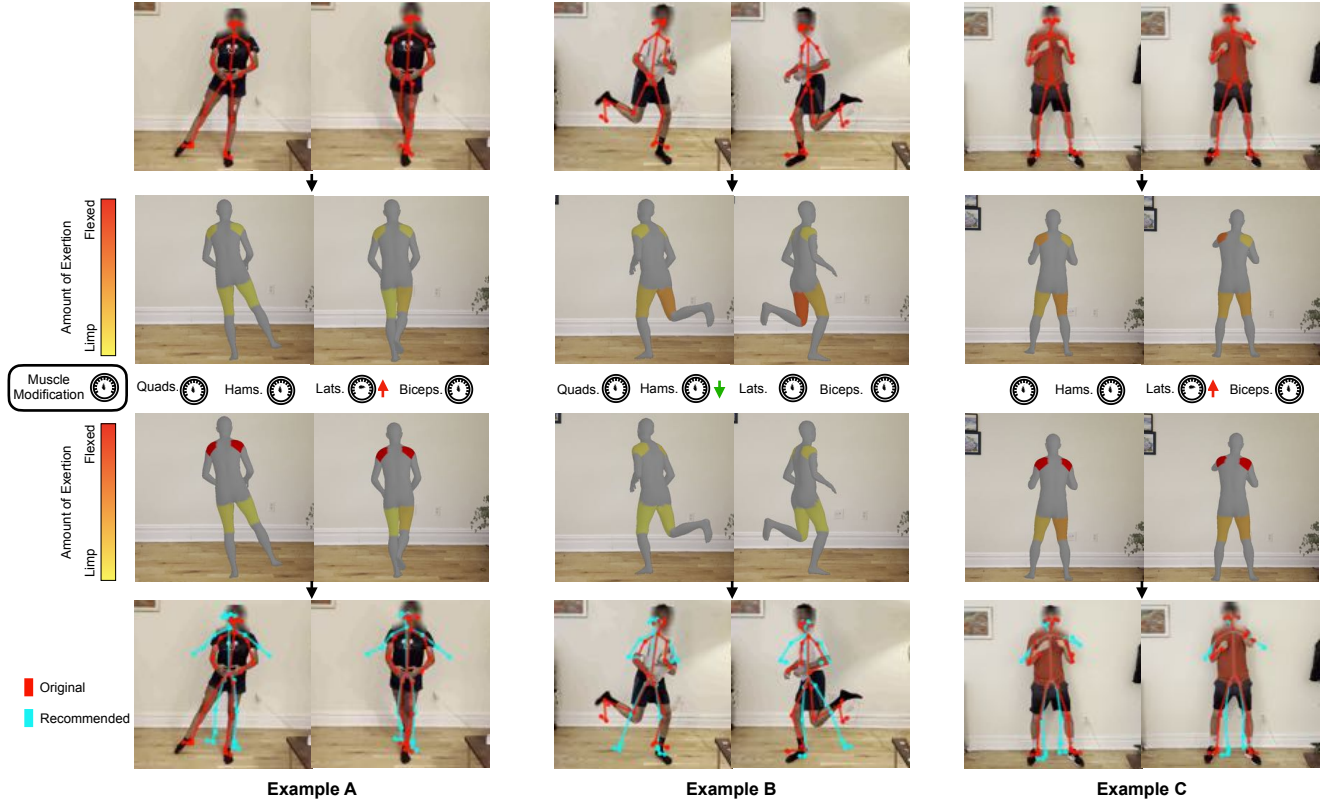 Amount of Exertion
Flexed
Limp
Muscle
Modification
Quads.
Hams.
Lats.
Biceps.
Quads.
Hams.
Lats.
Biceps.
Hams.
Lats.
Biceps.
Amount of Exertion
Flexed
Limp
Original
Recommended
Example A
Example B
Example C